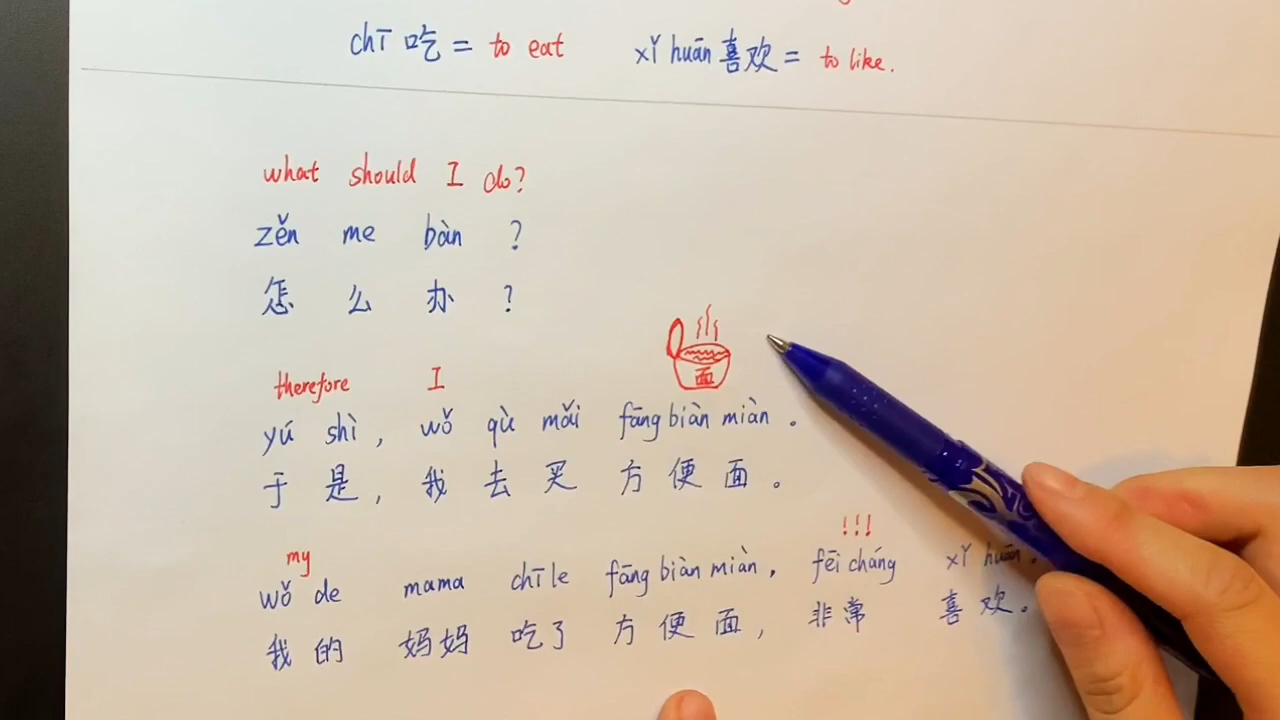 chī 吃 = to eat xǐ huān 喜欢 = to like.
what should I do?
zěn me bàn ?
怎 么 办 ?
therefore I
面
yú shì, wǒ qù mǎi fāng biàn miàn.
于 是, 我 去 买 方 便 面 。
my !!!
wǒ de mama chī le fāng biàn miàn, fēi cháng xǐ huān.
我 的 妈妈 吃了 方 便 面, 非常 喜 欢。